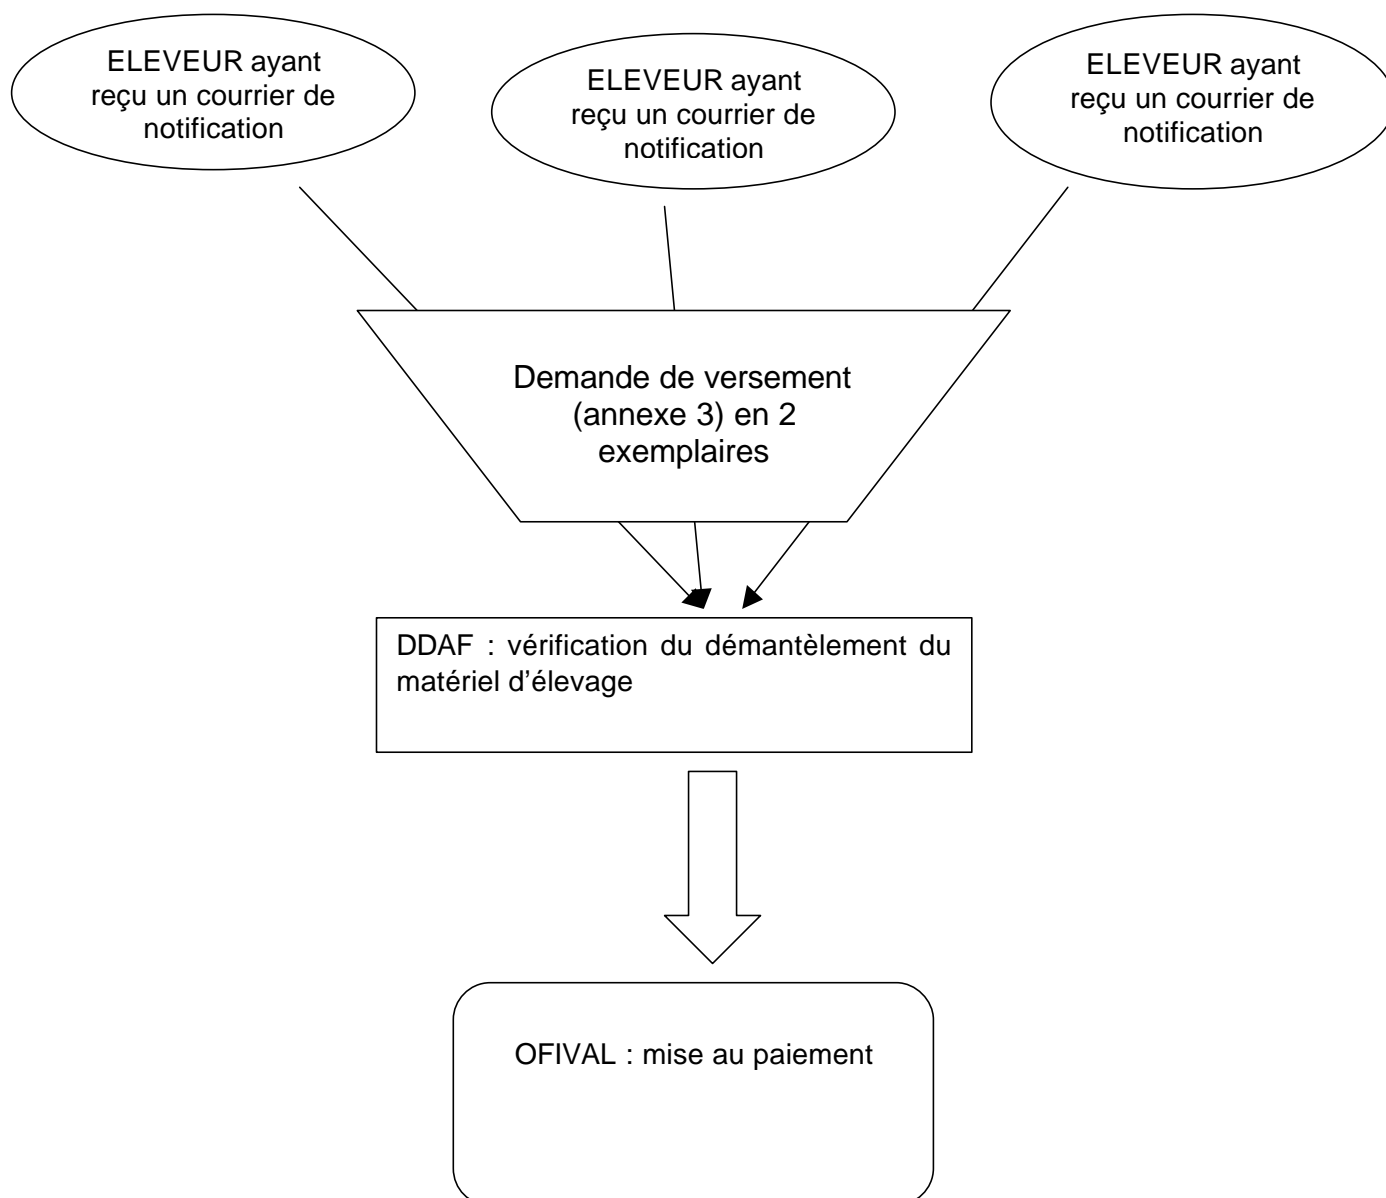 ELEVEUR ayant
reçu un courrier de
notification
ELEVEUR ayant
reçu un courrier de
notification
ELEVEUR ayant
reçu un courrier de
notification
Demande de versement
(annexe 3) en 2
exemplaires
DDAF : vérification du démantèlement du
matériel d’élevage
OFIVAL : mise au paiement